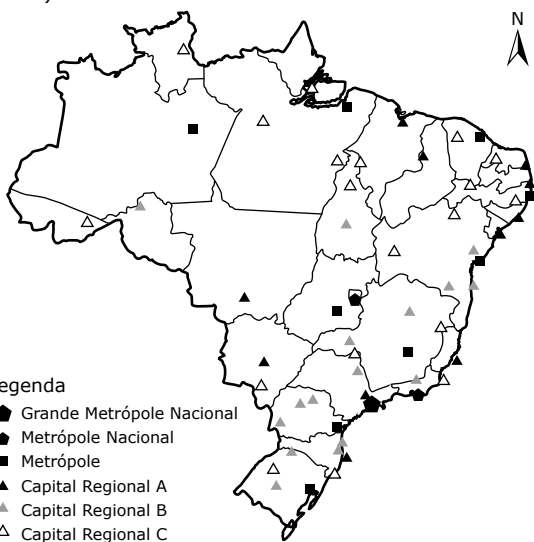 N
egenda
Grande Metrópole Nacional
Metrópole Nacional
Metrópole
Capital Regional A
Capital Regional B
Capital Regional C